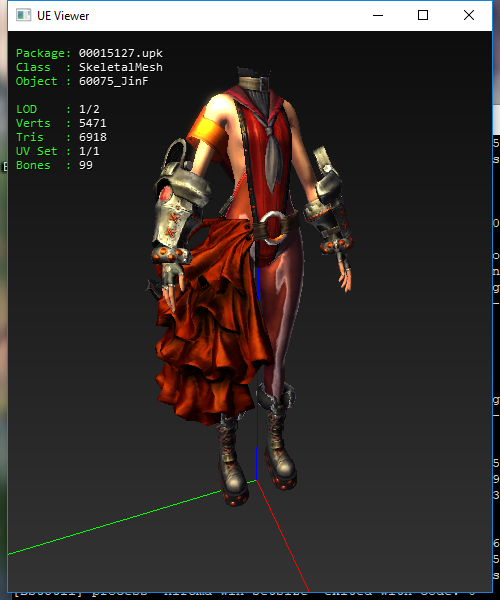 UE Viewer
Package: 00015127.upk
Class : SkeletalMesh
Object : 60075_JinF
LOD : 1/2
Verts : 5471
Tris : 6918
UV Set : 1/1
Bones : 99